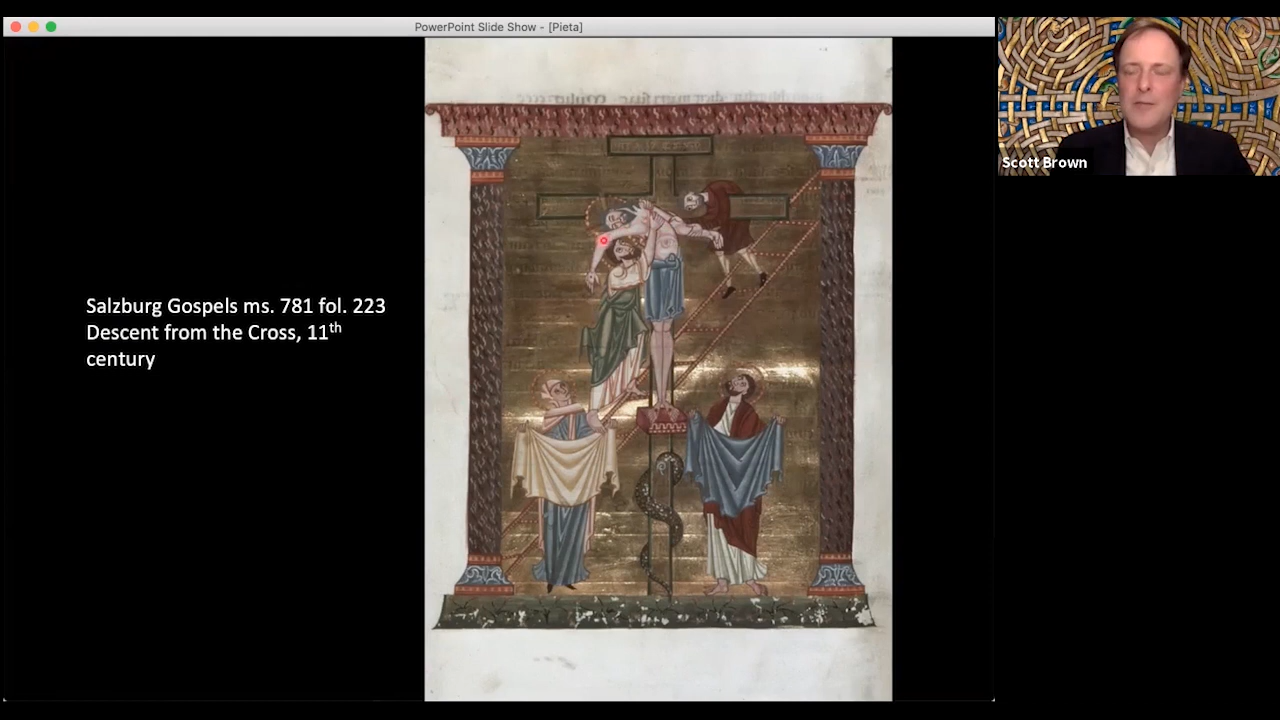 PowerPoint Slide Show - [Pieta]
Scott Brown
Salzburg Gospels ms. 781 fol. 223
Descent from the Cross, 11th
century